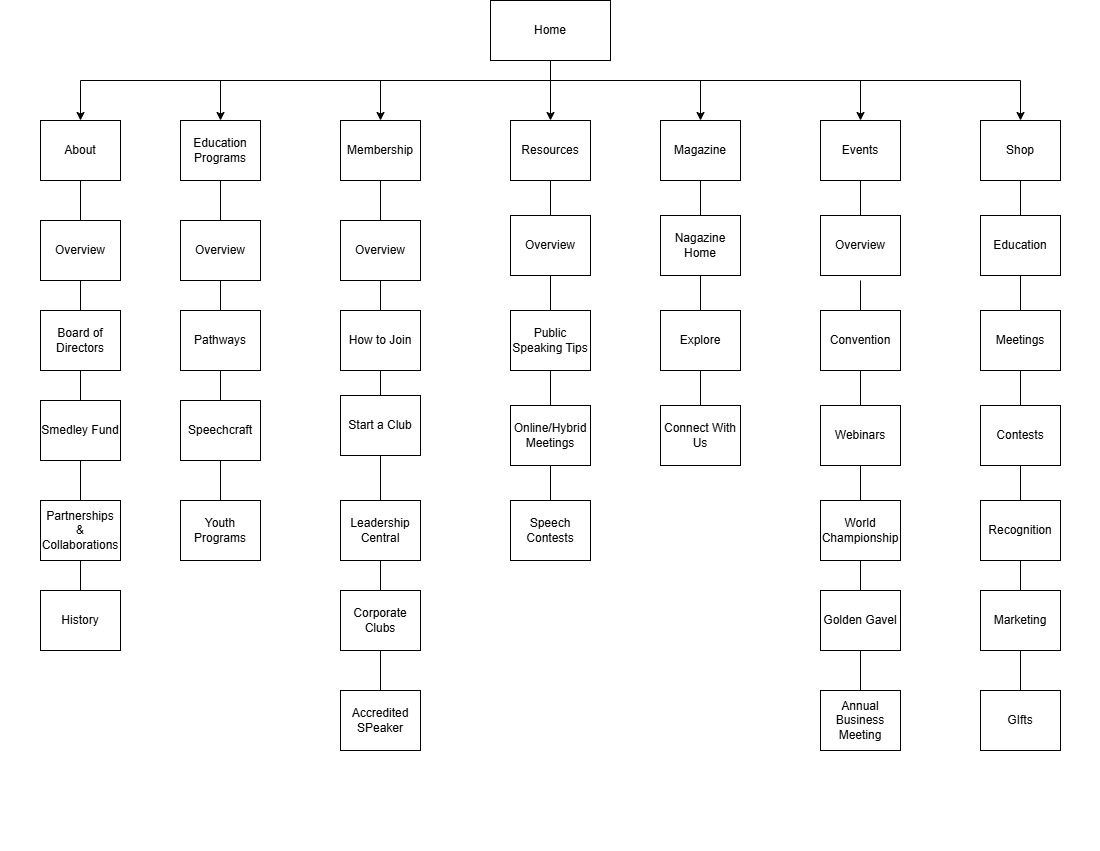 Home
About
Education
Programs
Membership
Resources
Magazine
Events
Shop
Overview
Overview
Overview
Overview
Nagazine
Home
Overview
Education
Board of
Directors
Pathways
How to Join
Public
Speaking Tips
Explore
Convention
Meetings
Smedley Fund
Speechcraft
Start a Club
Online/Hybrid
Meetings
Connect With
Us
Webinars
Contests
Partnerships
&
Collaborations
Youth
Programs
Leadership
Central
Speech
Contests
World
Championship
Recognition
History
Corporate
Clubs
Golden Gavel
Marketing
Accredited
SPeaker
Annual
Business
Meeting
GIfts